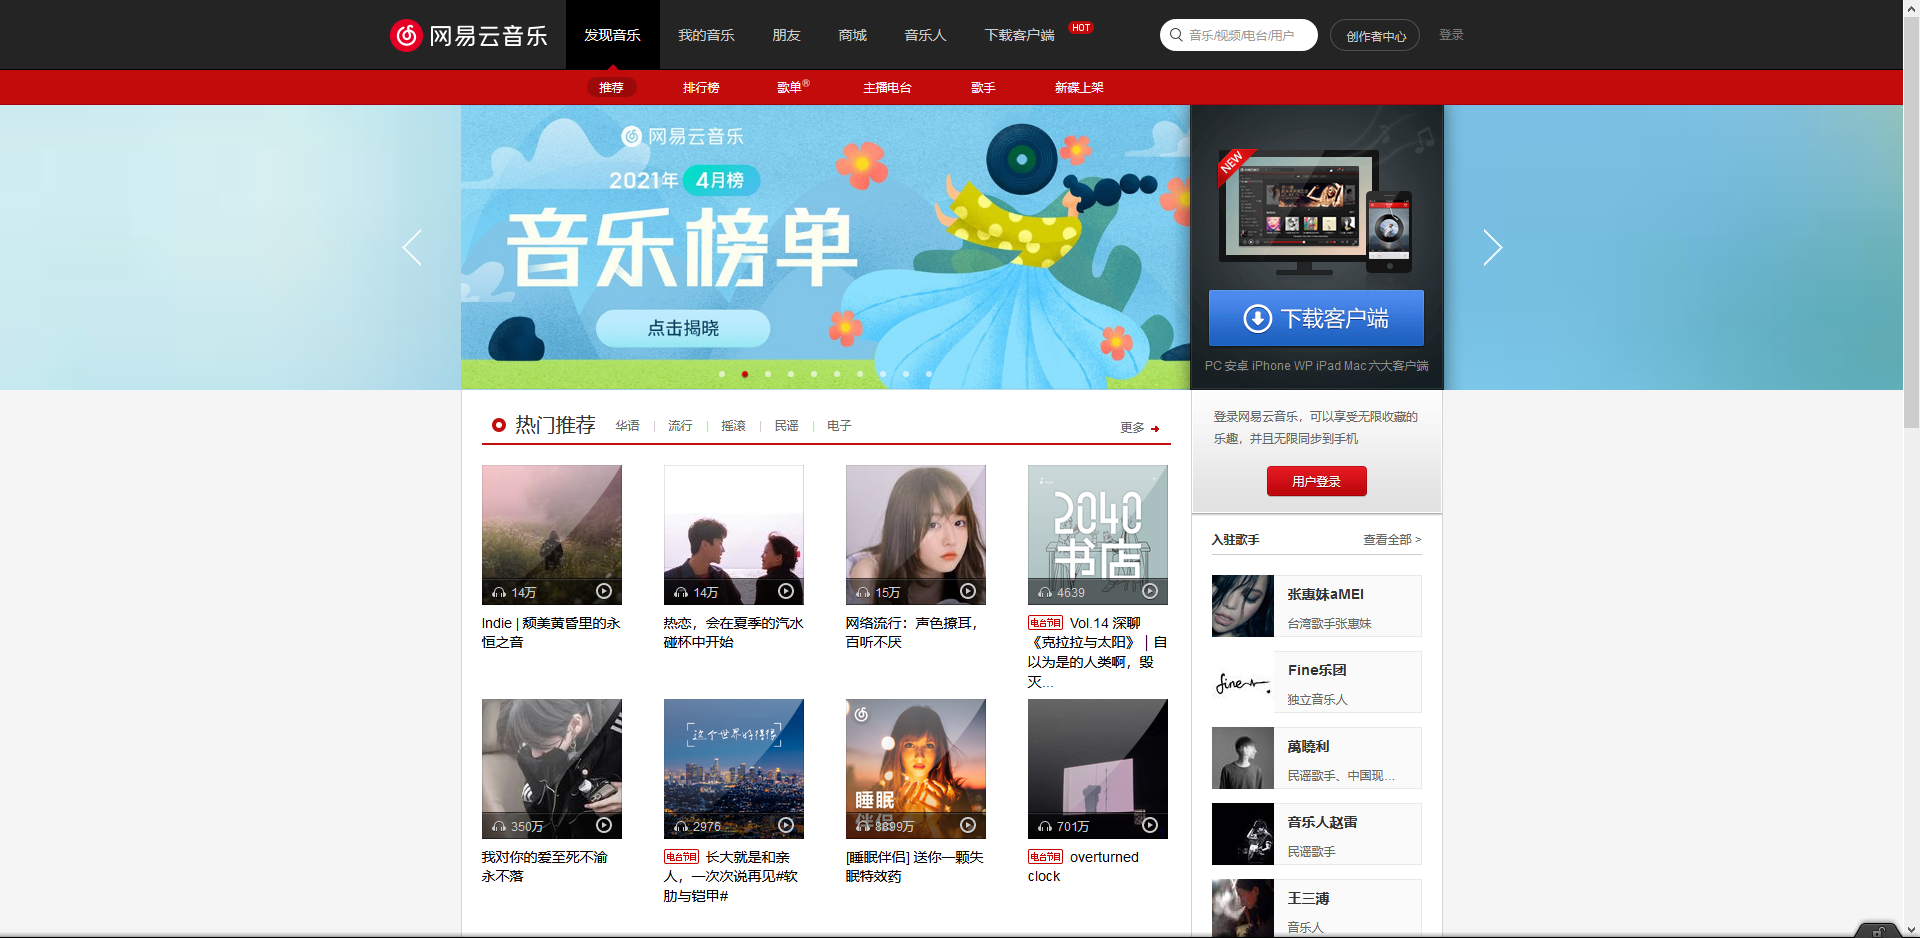 网易云音乐
发现音乐
我的音乐
朋友
商城
音乐人
下载客户端
HOT
音乐/视频/电台/用户
创作者中心
登录
推荐
排行榜
歌单®
主播电台
歌手
新碟上架
网易云音乐
2021年 4月榜
音乐榜单
点击揭晓
NEW
下载客户端
PC 安卓 iPhone WP iPad Mac 六大客户端
热门推荐
华语
流行
摇滚
民谣
电子
更多
14万
14万
15万
2040
书店
4639
Indie | 颓美黄昏里的永
恒之音
热恋，会在夏季的汽水
碰杯中开始
网络流行：声色撩耳，
百听不厌
电台节目 Vol.14 深聊
《克拉拉与太阳》 | 自
以为是的人类啊，毁
灭...
350万
这个世界好得很
2976
睡眠
伴侣
8899万
701万
我对你的爱至死不渝
永不落
电台节目 长大就是和亲
人，一次次说再见#软
肋与铠甲#
[睡眠伴侣] 送你一颗失
眠特效药
电台节目 overturned
clock
登录网易云音乐，可以享受无限收藏的
乐趣，并且无限同步到手机
用户登录
入驻歌手
查看全部 >
张惠妹aMEI
台湾歌手张惠妹
fine
Fine乐团
独立音乐人
萬曉利
民谣歌手、中国现...
音乐人赵雷
民谣歌手
王三溥
音乐人